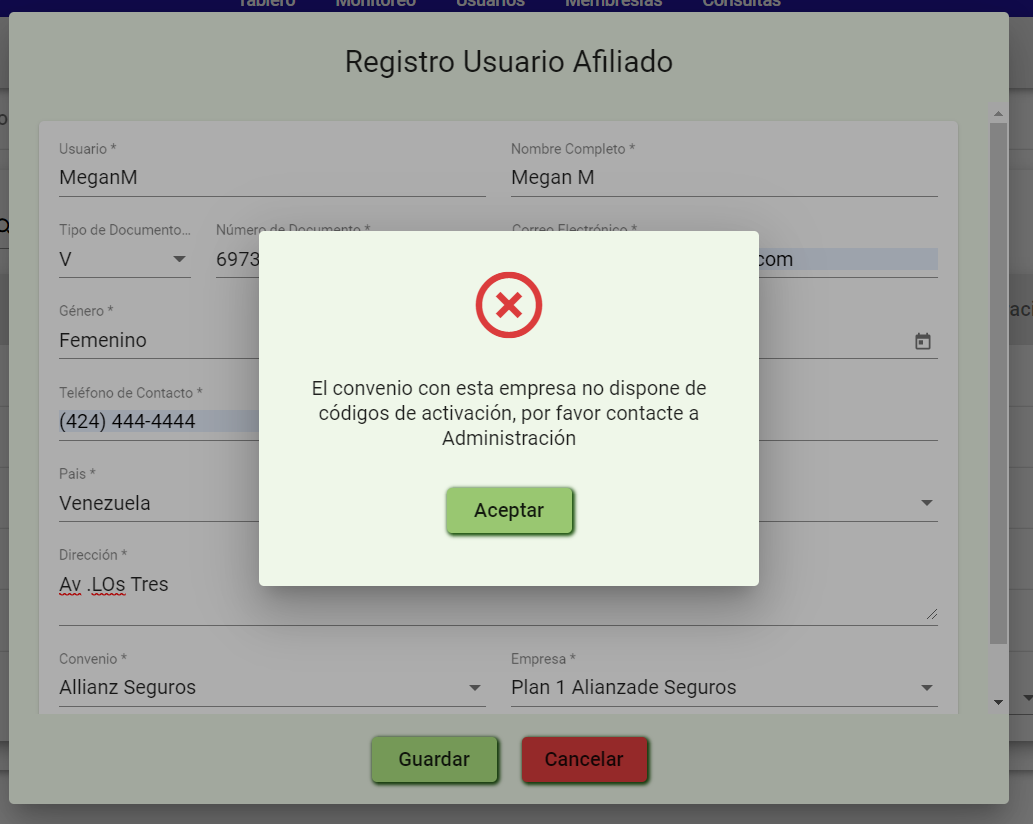 Tablero Monitoreo Usuarios Membresías Consultas
Registro Usuario Afiliado
Usuario * Nombre Completo *
MeganM Megan M
Tipo de Documento... Número de Documento * Correo Electrónico *
V 6973 com
Género *
Femenino
Teléfono de Contacto *
(424) 444-4444
Pais *
Venezuela
Dirección *
Av .LOs Tres
Convenio * Empresa *
Allianz Seguros Plan 1 Alianzade Seguros
Guardar Cancelar
El convenio con esta empresa no dispone de
códigos de activación, por favor contacte a
Administración
Aceptar